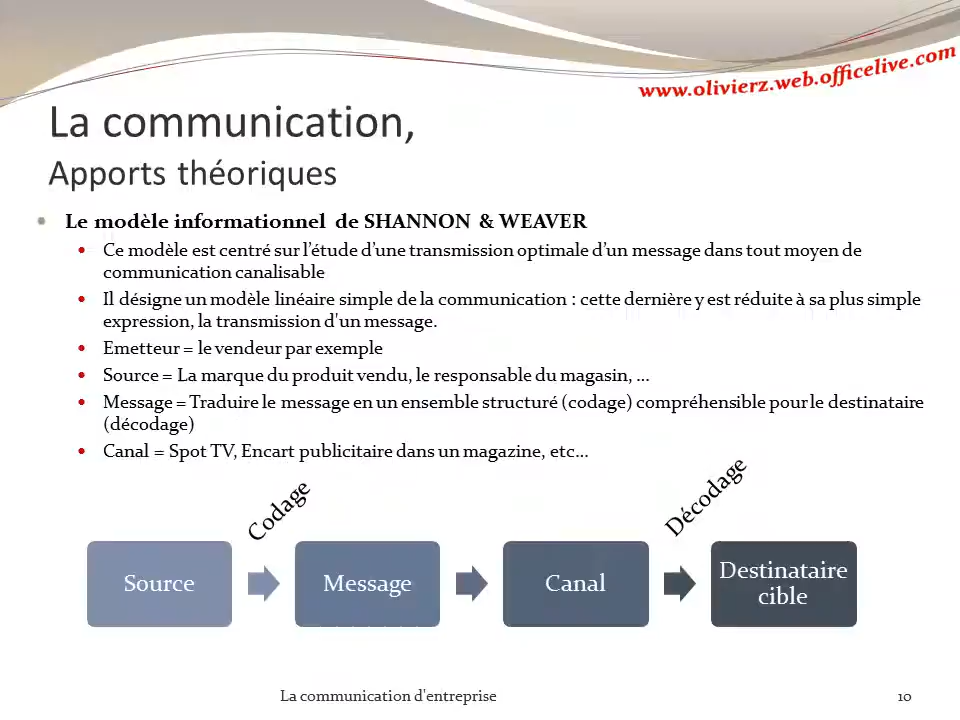 www.olivierz.web.officelive.com
La communication,
Apports théoriques
Le modèle informationnel de SHANNON & WEAVER
Ce modèle est centré sur l’étude d’une transmission optimale d’un message dans tout moyen de
communication canalisable
Il désigne un modèle linéaire simple de la communication : cette dernière y est réduite à sa plus simple
expression, la transmission d'un message.
Emetteur = le vendeur par exemple
Source = La marque du produit vendu, le responsable du magasin, ...
Message = Traduire le message en un ensemble structuré (codage) compréhensible pour le destinataire
(décodage)
Canal = Spot TV, Encart publicitaire dans un magazine, etc...
Codage
Décodage
Source
Message
Canal
Destinataire
cible
La communication d'entreprise
10